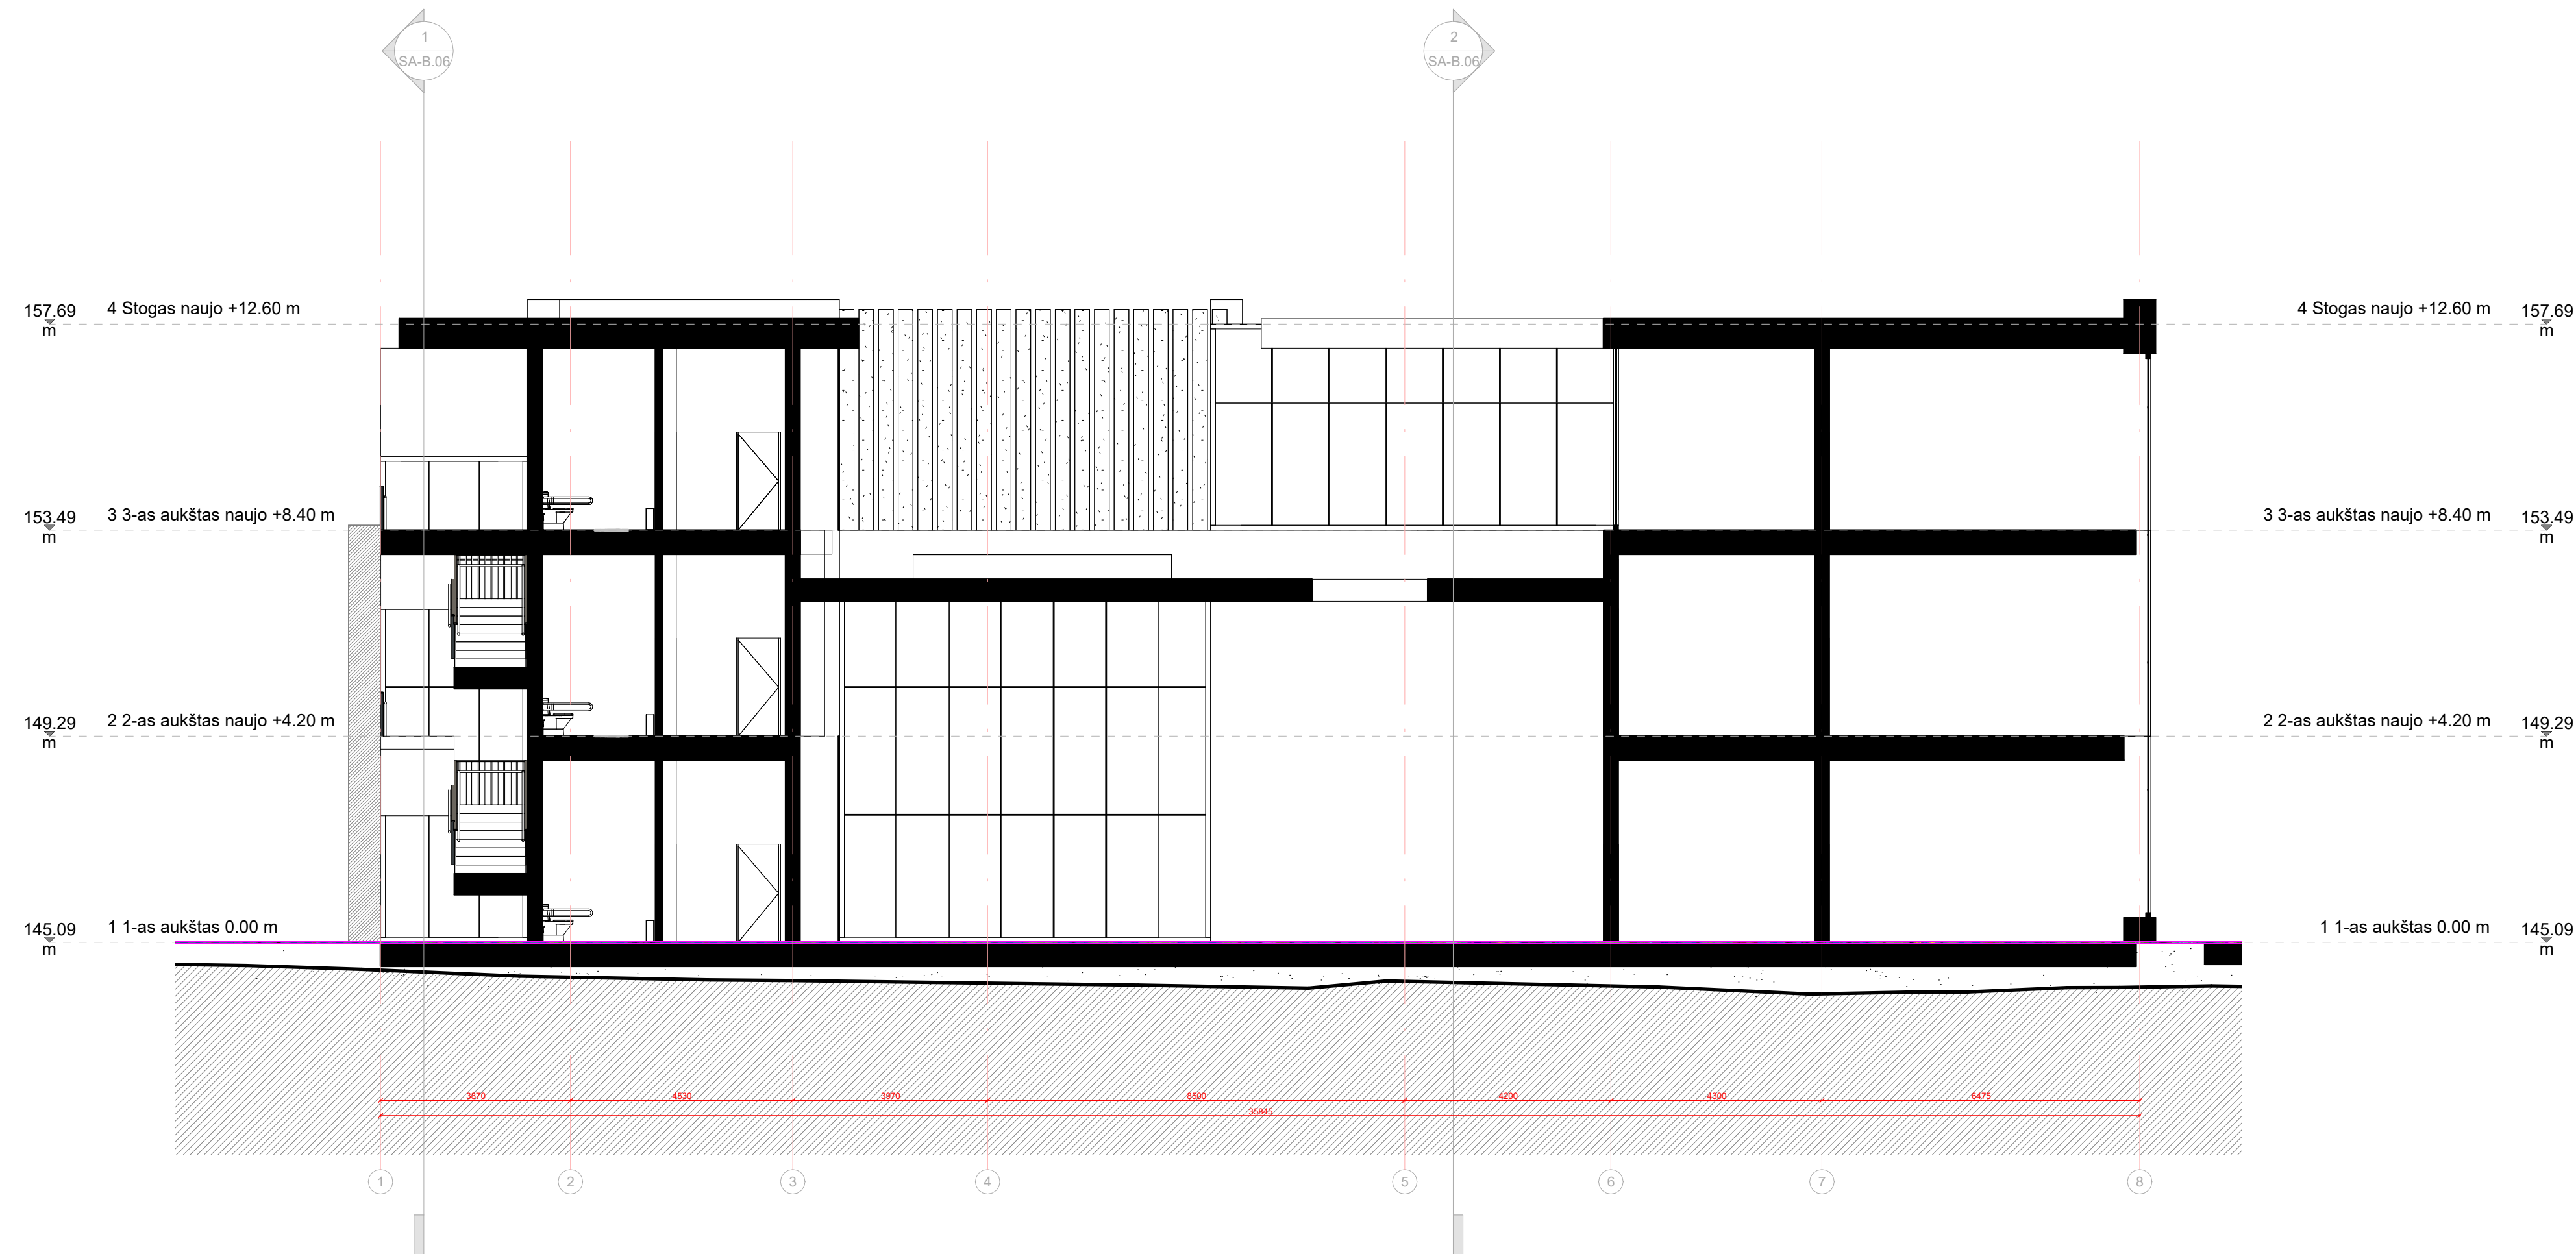 1
SA-B.06
2
SA-B.06
157.69
m
4 Stogas naujo +12.60 m
4 Stogas naujo +12.60 m
157.69
m
153.49
m
3 3-as aukštas naujo +8.40 m
3 3-as aukštas naujo +8.40 m
153.49
m
149.29
m
2 2-as aukštas naujo +4.20 m
2 2-as aukštas naujo +4.20 m
149.29
m
145.09
m
1 1-as aukštas 0.00 m
1 1-as aukštas 0.00 m
145.09
m
3870
4530
3970
8500
4200
4300
6475
35845
1
2
3
4
5
6
7
8